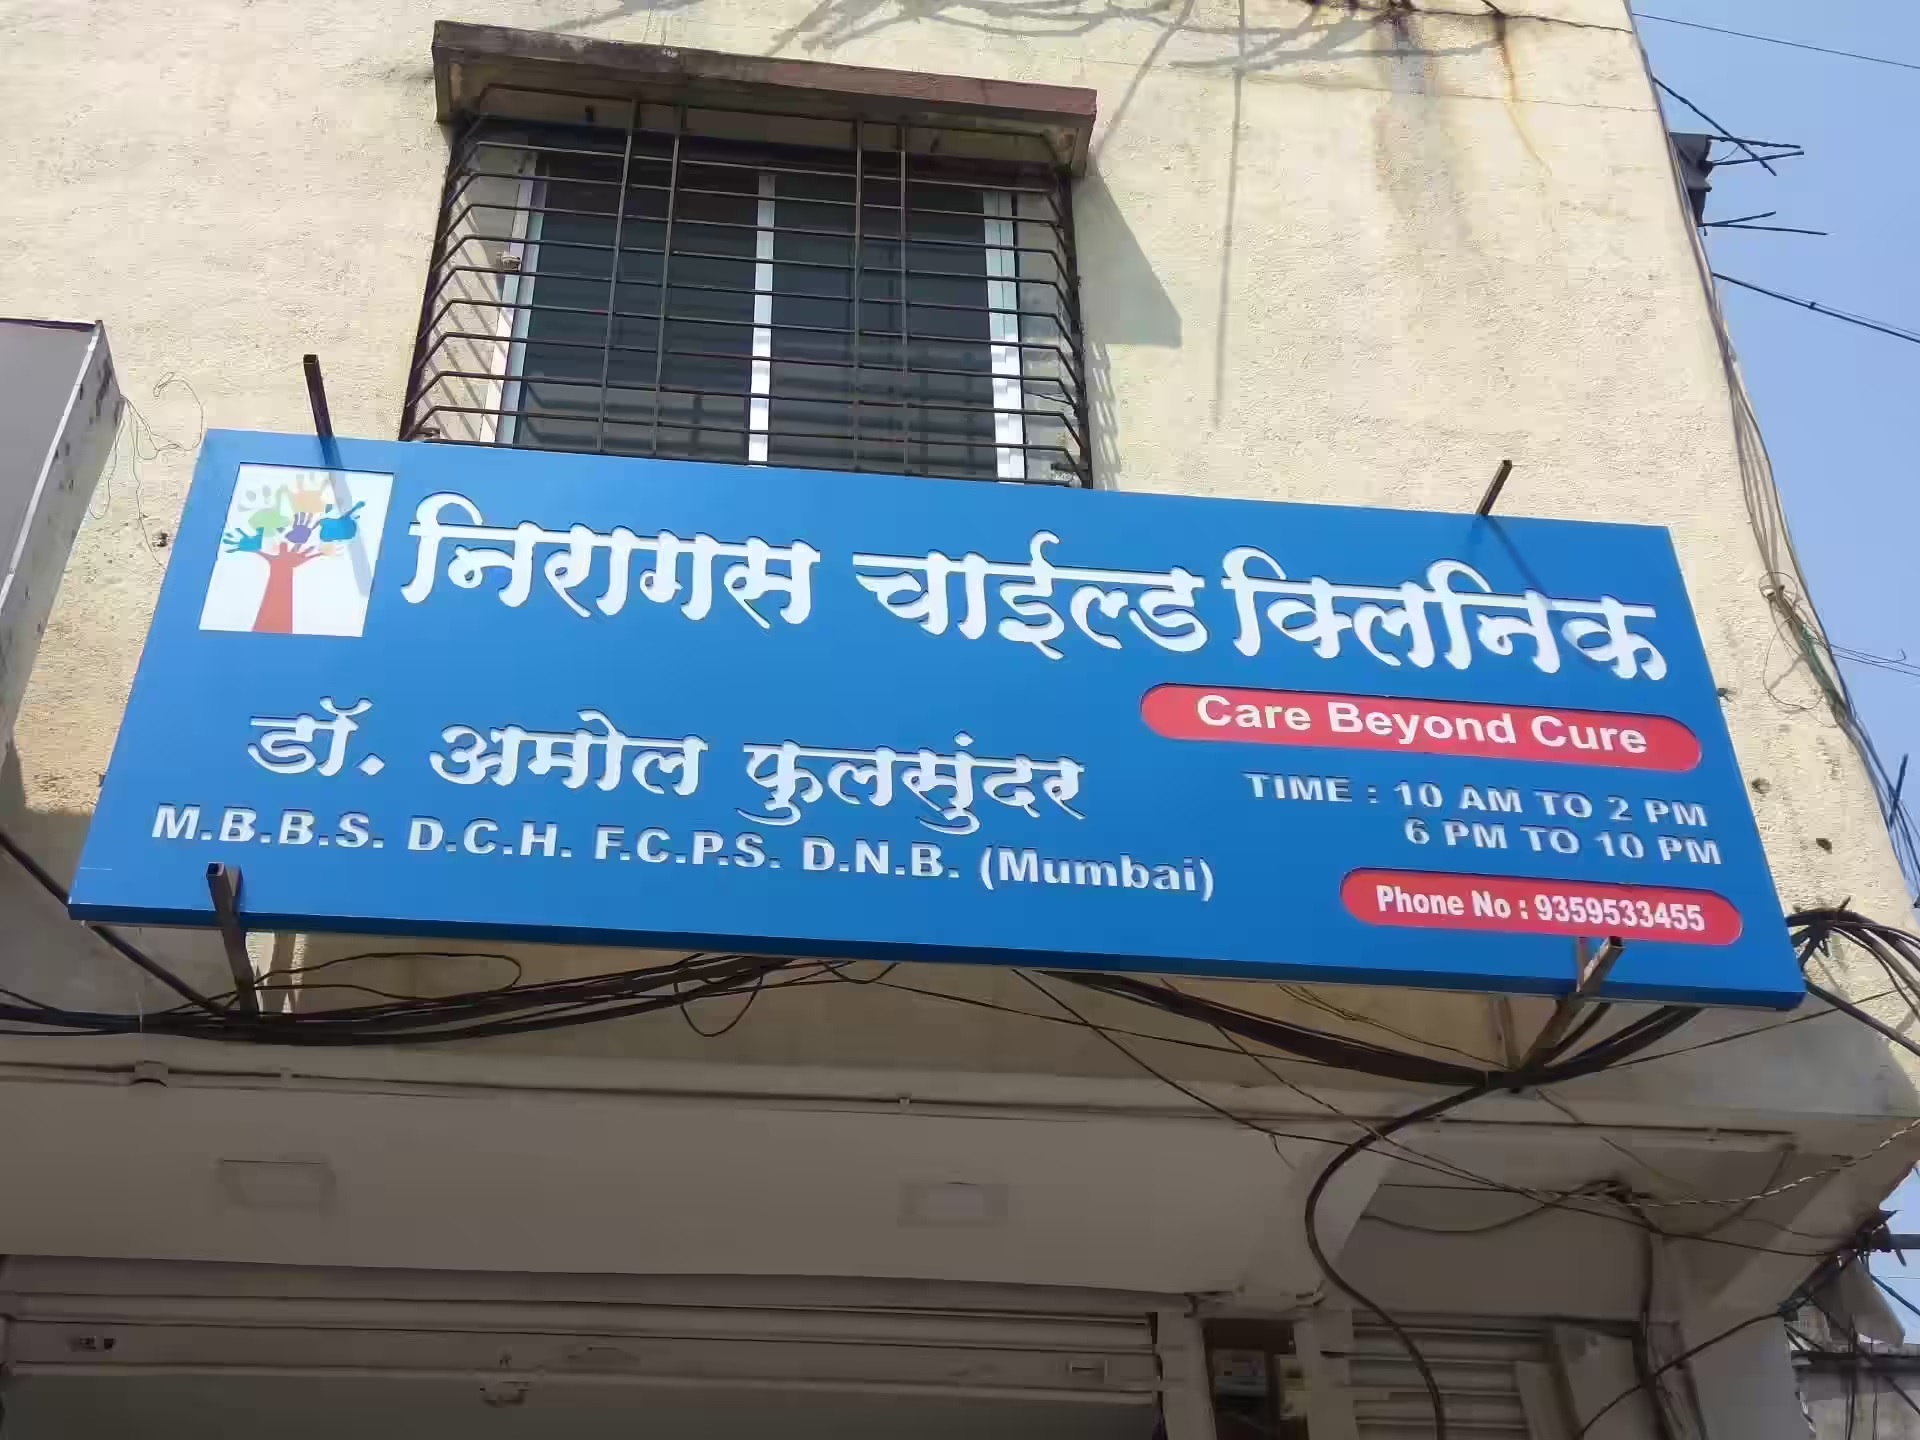 निरागस चाईल्ड क्लिनिक
Care Beyond Cure
डॉ. अमोल फुलसुंदर
M.B.B.S. D.C.H. F.C.P.S. D.N.B. (Mumbai)
TIME : 10 AM TO 2 PM
6 PM TO 10 PM
Phone No : 9359533455